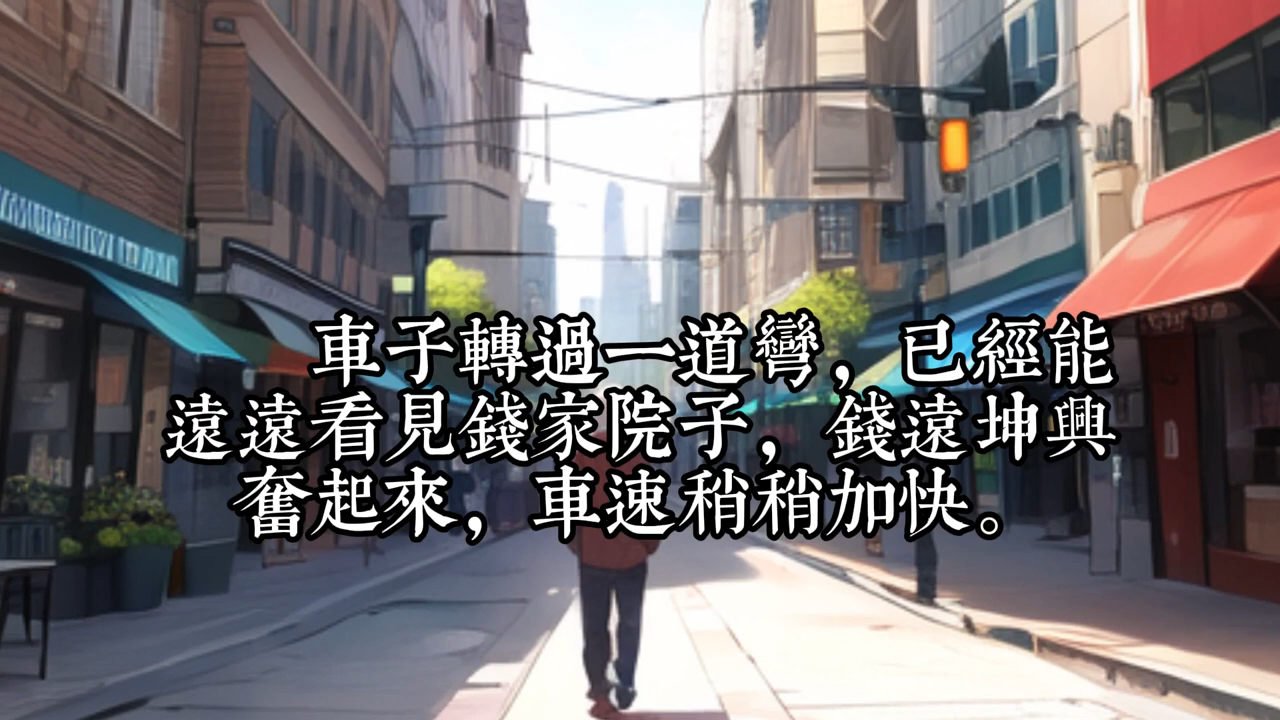 車子轉過一道彎，已經能
遠遠看見錢家院子，錢遠坤興
奮起來，車速稍稍加快。